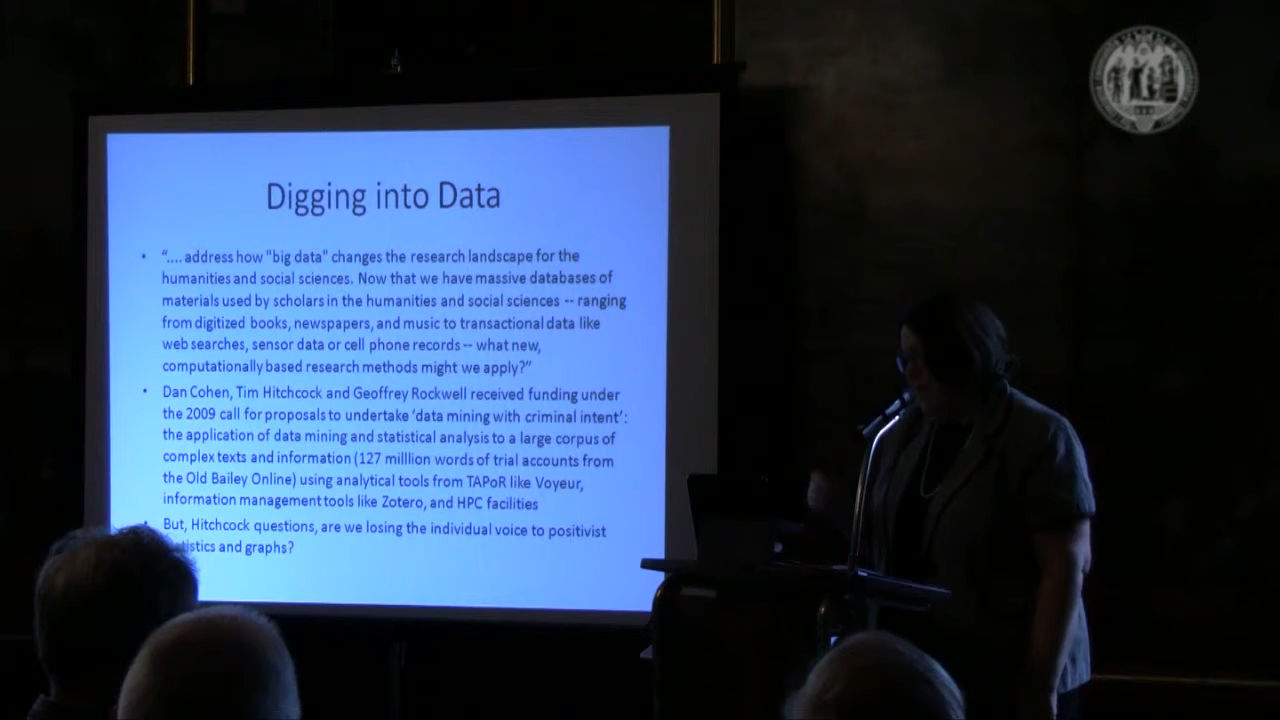 Digging into Data
• “.... address how "big data" changes the research landscape for the
humanities and social sciences. Now that we have massive databases of
materials used by scholars in the humanities and social sciences -- ranging
from digitized books, newspapers, and music to transactional data like
web searches, sensor data or cell phone records -- what new,
computationally based research methods might we apply?”
• Dan Cohen, Tim Hitchcock and Geoffrey Rockwell received funding under
the 2009 call for proposals to undertake ‘data mining with criminal intent’:
the application of data mining and statistical analysis to a large corpus of
complex texts and information (127 milllion words of trial accounts from
the Old Bailey Online) using analytical tools from TAPoR like Voyeur,
information management tools like Zotero, and HPC facilities
• But, Hitchcock questions, are we losing the individual voice to positivist
and graphs?